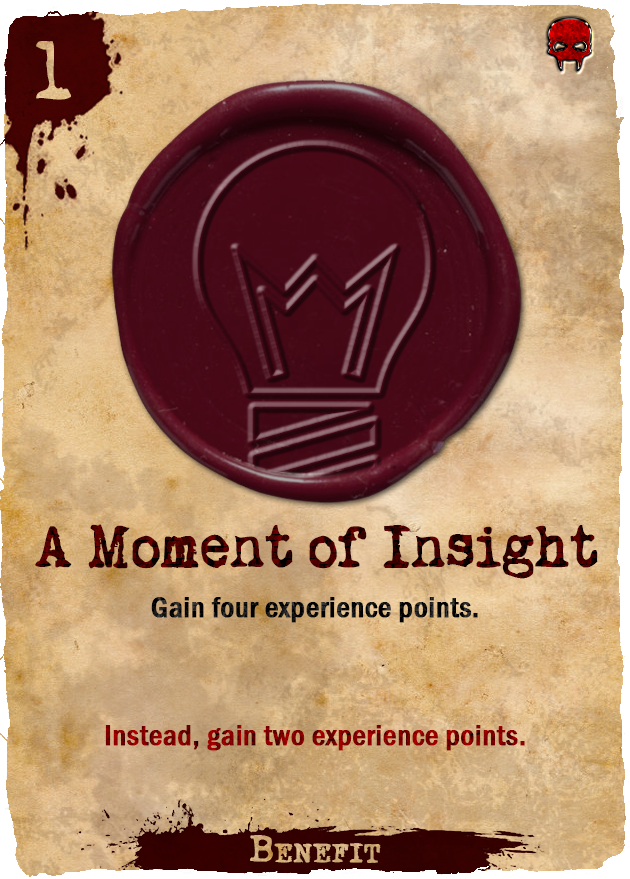 1
A Moment of Insight
Gain four experience points.
Instead, gain two experience points.
Benefit